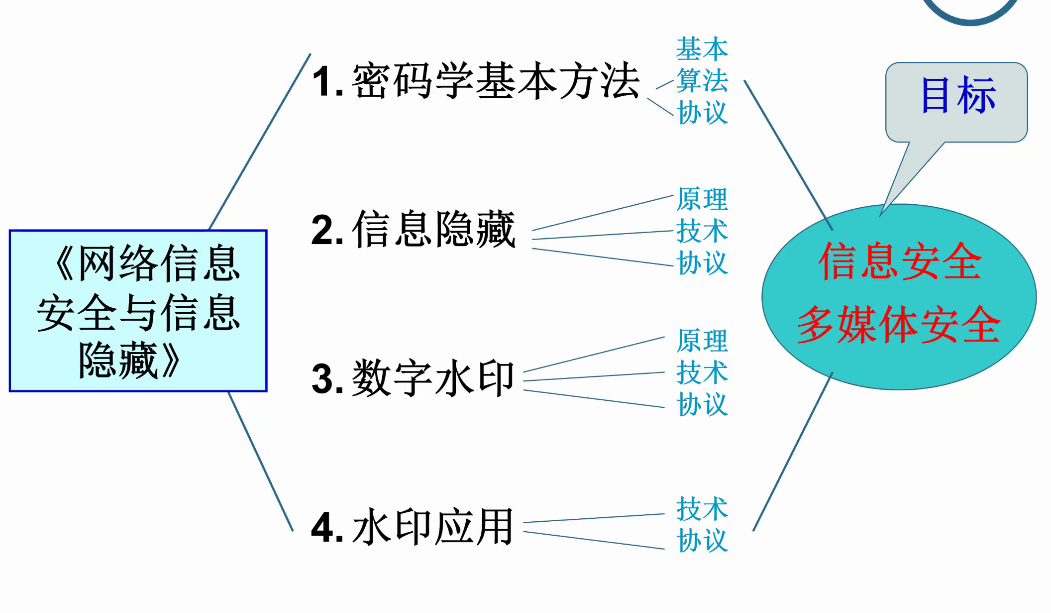 《网络信息
安全与信息
隐藏》
1. 密码学基本方法
基本
算法
协议
2. 信息隐藏
原理
技术
协议
3. 数字水印
原理
技术
协议
4. 水印应用
技术
协议
目标
信息安全
多媒体安全